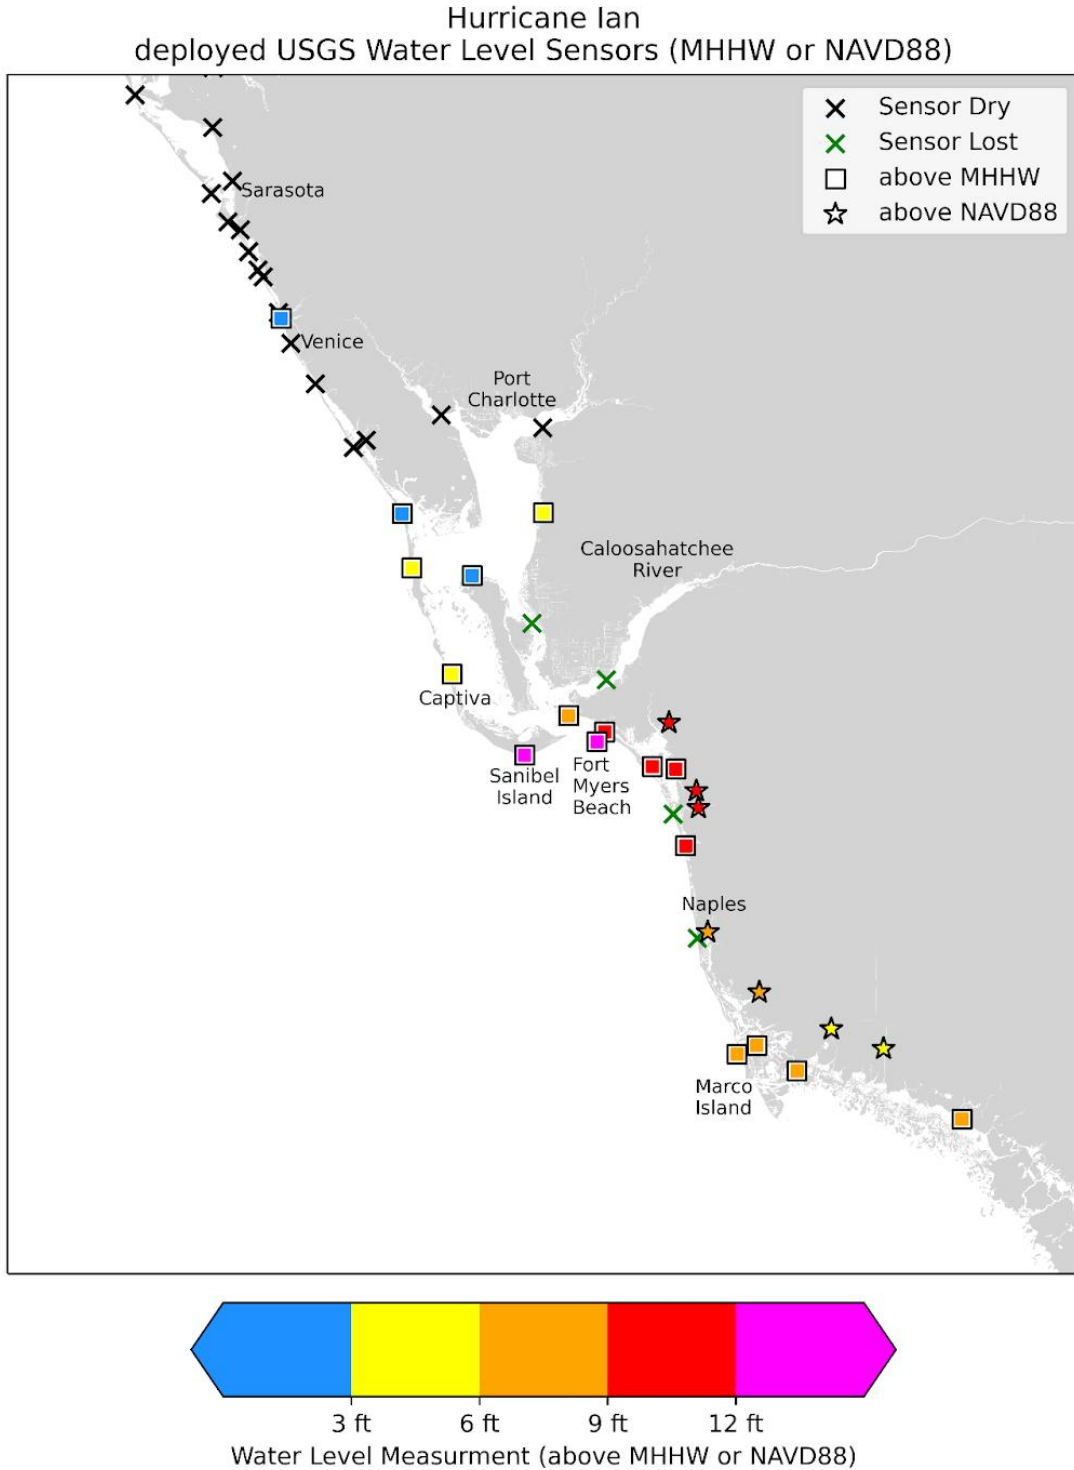 Hurricane Ian
deployed USGS Water Level Sensors (MHHW or NAVD88)
Sensor Dry
Sensor Lost
above MHHW
above NAVD88
Sarasota
Venice
Port
Charlotte
Caloosahatchee
River
Captiva
Sanibel
Island
Fort
Myers
Beach
Naples
Marco
Island
3 ft
6 ft
9 ft
12 ft
Water Level Measurment (above MHHW or NAVD88)